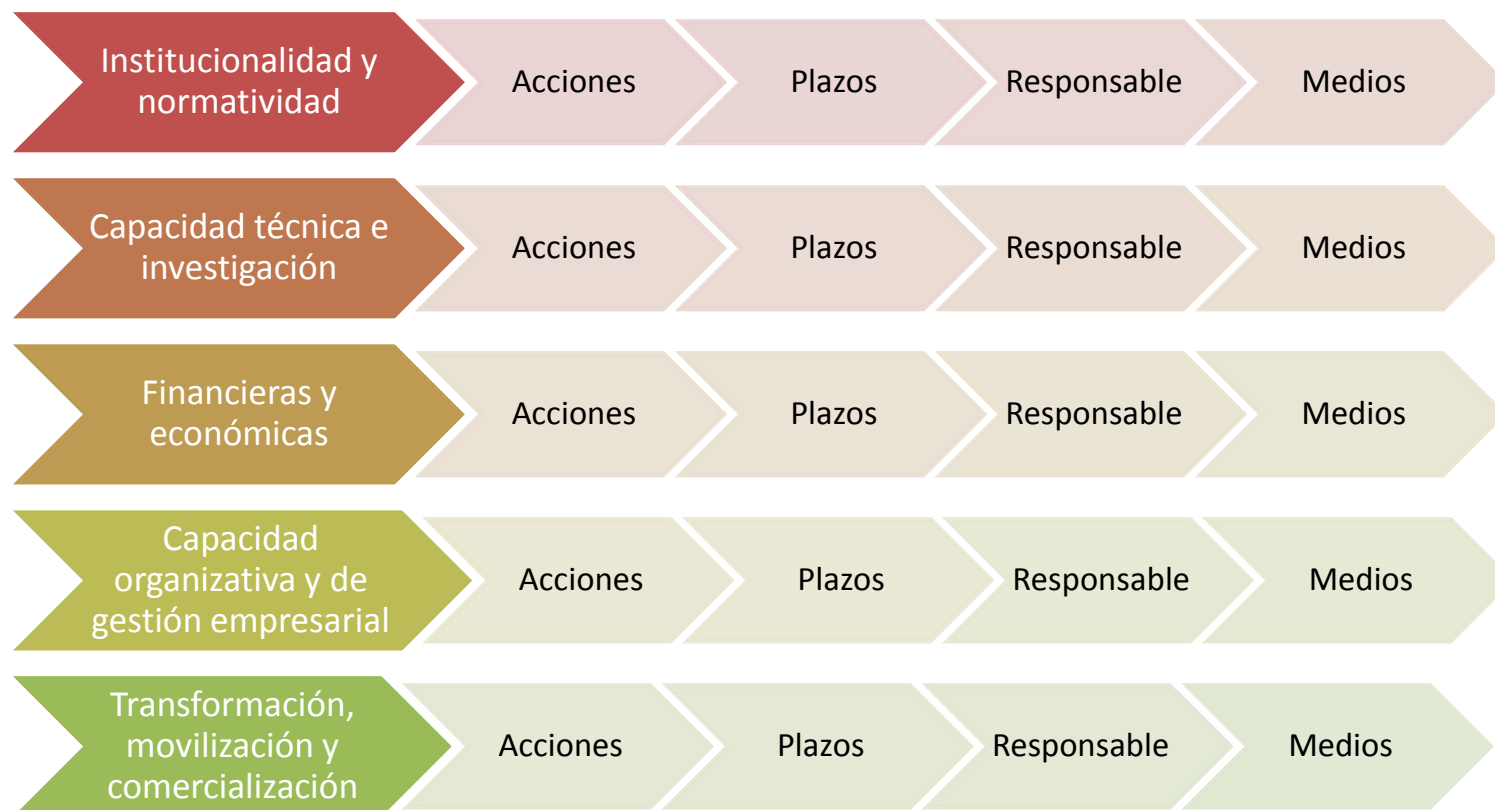 Institucionalidad y
normatividad
Acciones
Plazos
Responsable
Medios
Capacidad técnica e
investigación
Acciones
Plazos
Responsable
Medios
Financieras y
económicas
Acciones
Plazos
Responsable
Medios
Capacidad
organizativa y de
gestión empresarial
Acciones
Plazos
Responsable
Medios
Transformación,
movilización y
comercialización
Acciones
Plazos
Responsable
Medios